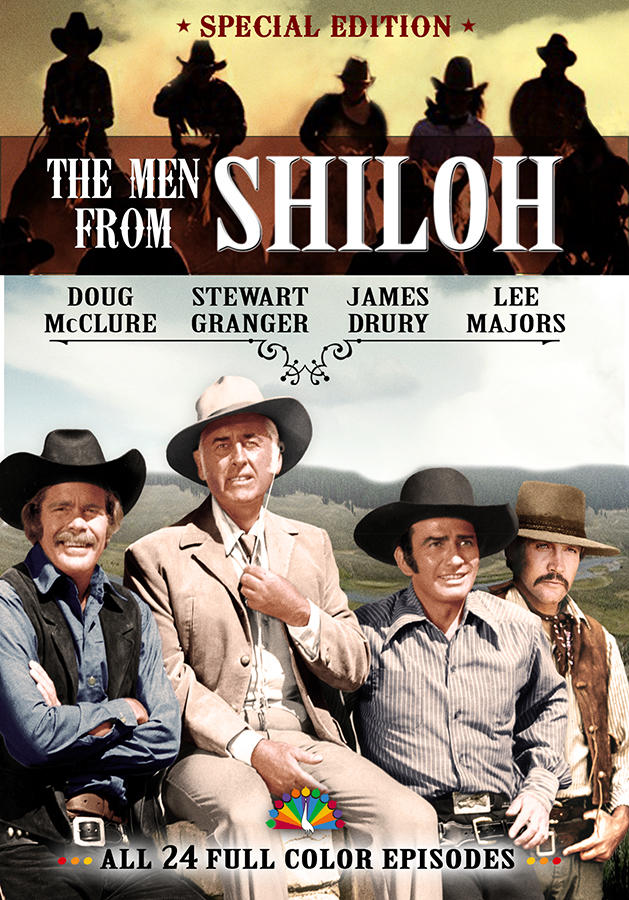 ★ SPECIAL EDITION ★
THE MEN
FROM
SHILOH
DOUG
McCLURE
STEWART
GRANGER
JAMES
DRURY
LEE
MAJORS
ALL 24 FULL COLOR EPISODES